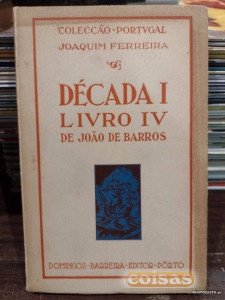 COLECÇÃO-PORTVGAL
JOAQUIM FERREIRA
DÉCADA I
LIVRO IV
DE JOÃO DE BARROS
DOMINGOS-BARREIRA-EDITOR-PÔRTO
coisas